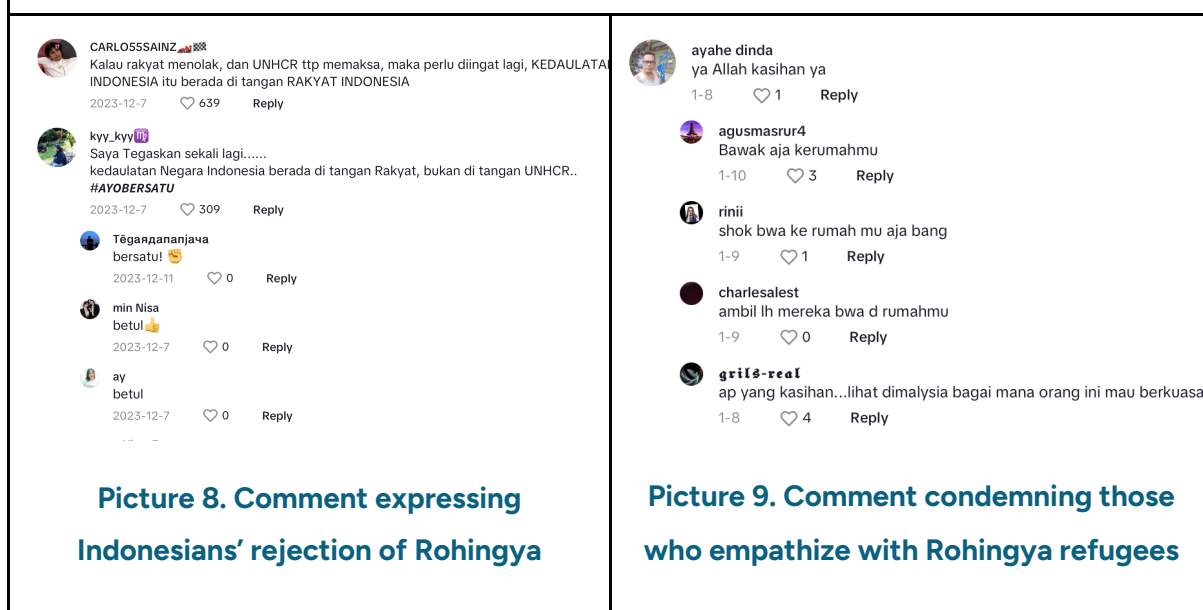 CARLO55SAINZ🏎️🏁
Kalau rakyat menolak, dan UNHCR ttp memaksa, maka perlu diingat lagi, KEDAULATA
INDONESIA itu berada di tangan RAKYAT INDONESIA
2023-12-7 639 Reply
kyy_kyy♍
Saya Tegaskan sekali lagi......
kedaulatan Negara Indonesia berada di tangan Rakyat, bukan di tangan UNHCR..
#AYOBERSATU
2023-12-7 309 Reply
Tēgaядапапjaча
bersatu! ✊
2023-12-11 0 Reply
min Nisa
betul👍
2023-12-7 0 Reply
ay
betul
2023-12-7 0 Reply
Picture 8. Comment expressing
Indonesians’ rejection of Rohingya
ayahe dinda
ya Allah kasihan ya
1-8 1 Reply
agusmasrur4
Bawak aja kerumahmu
1-10 3 Reply
rinii
shok bwa ke rumah mu aja bang
1-9 1 Reply
charlesalest
ambil lh mereka bwa d rumahmu
1-9 0 Reply
𝖌𝖗𝖎𝖑𝖘̂-𝖗𝖊𝖆𝖑
ap yang kasihan...lihat dimalysia bagai mana orang ini mau berkuasa
1-8 4 Reply
Picture 9. Comment condemning those
who empathize with Rohingya refugees